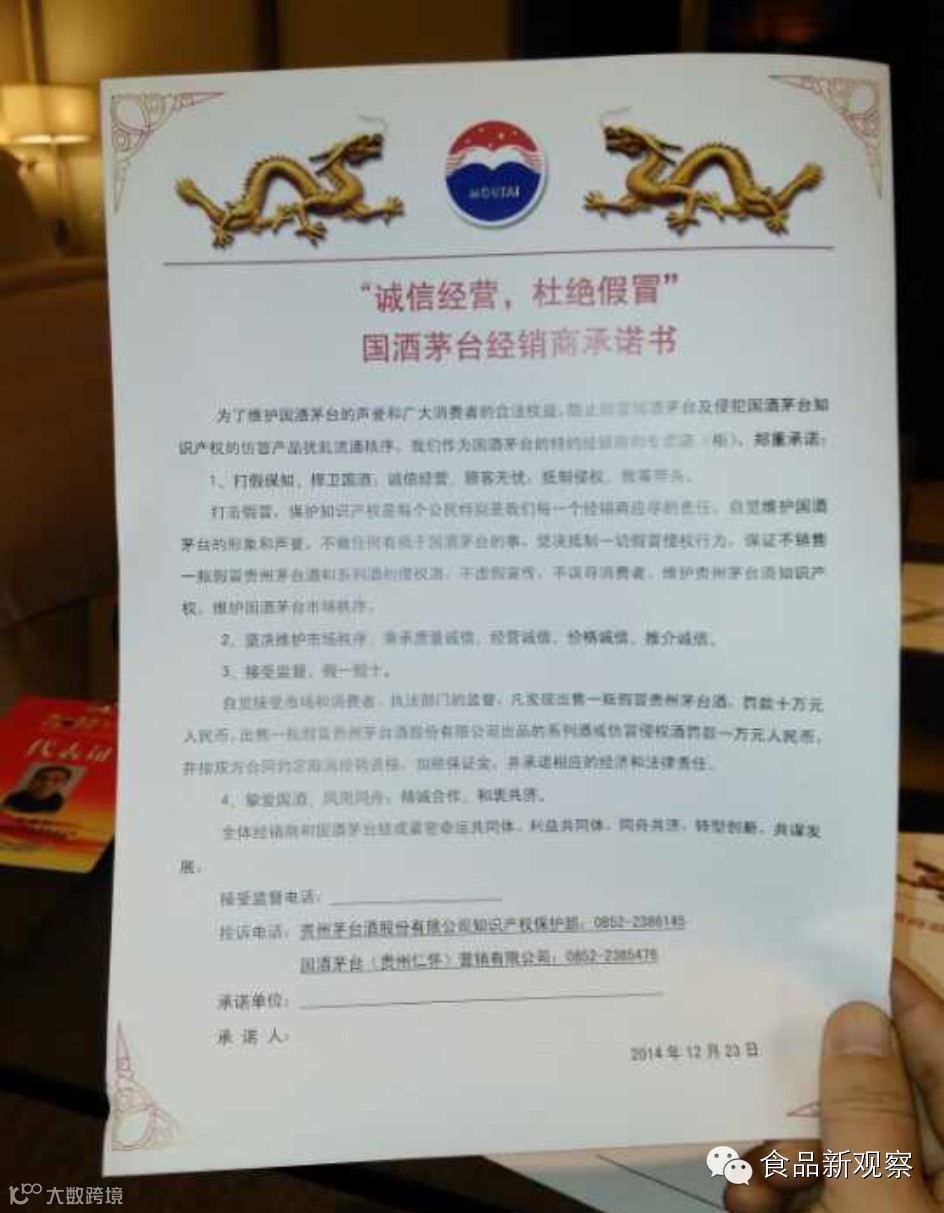 MOUTAI
“诚信经营，杜绝假冒”
国酒茅台经销商承诺书
为了维护国酒茅台的声誉和广大消费者的合法权益，防止假冒国酒茅台及侵犯国酒茅台知
识产权的仿冒产品扰乱流通秩序。我们作为国酒茅台的特约经销商和专卖店（柜），郑重承诺：
1、打假保知、捍卫国酒；诚信经营、顾客无忧；抵制侵权、我等带头。
打击假冒，保护知识产权是每个公民特别是我们每一个经销商应尽的责任。自觉维护国酒
茅台的形象和声誉，不做任何有损于国酒茅台的事，坚决抵制一切假冒侵权行为，保证不销售
一瓶假冒贵州茅台酒和系列酒的侵权酒，不虚假宣传，不误导消费者，维护贵州茅台酒知识产
权，维护国酒茅台市场秩序。
2、坚决维护市场秩序，秉承质量诚信、经营诚信、价格诚信、推介诚信。
3、接受监督，假一罚十。
自觉接受市场和消费者、执法部门的监督，凡发现出售一瓶假冒贵州茅台酒，罚款十万元
人民币，出售一瓶假冒贵州茅台酒股份有限公司出品的系列酒或仿冒侵权酒罚款一万元人民币，
并按双方合同约定取消经销资格，扣除保证金，并承诺相应的经济和法律责任。
4、挚爱国酒、风雨同舟；精诚合作、和衷共济。
全体经销商和国酒茅台结成紧密命运共同体、利益共同体，同舟共济，转型创新，共谋发
展。
接受监督电话：
投诉电话：贵州茅台酒股份有限公司知识产权保护部：0852-2386145
国酒茅台（贵州仁怀）营销有限公司：0852-2385476
承诺单位：
承 诺 人：
2014年12月23日
代表证
食品新观察
大数跨境